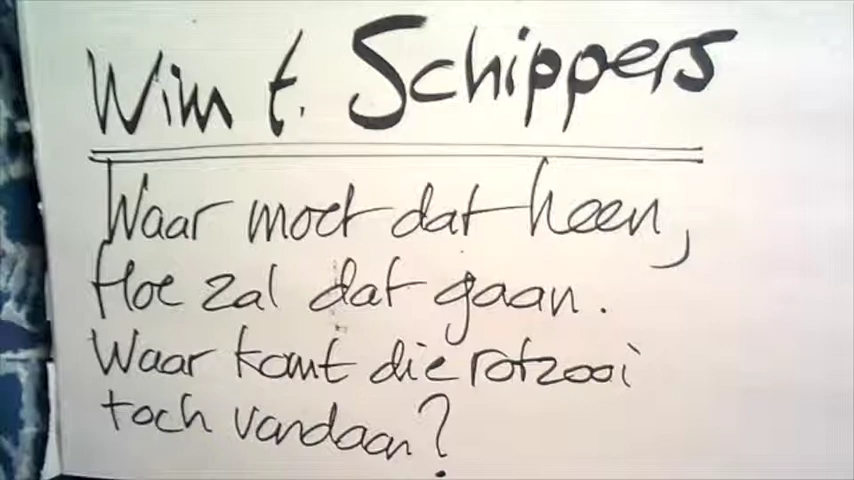 Wim t. Schippers
Waar moet dat heen,
Hoe zal dat gaan.
Waar komt die rotzooi
toch vandaan?